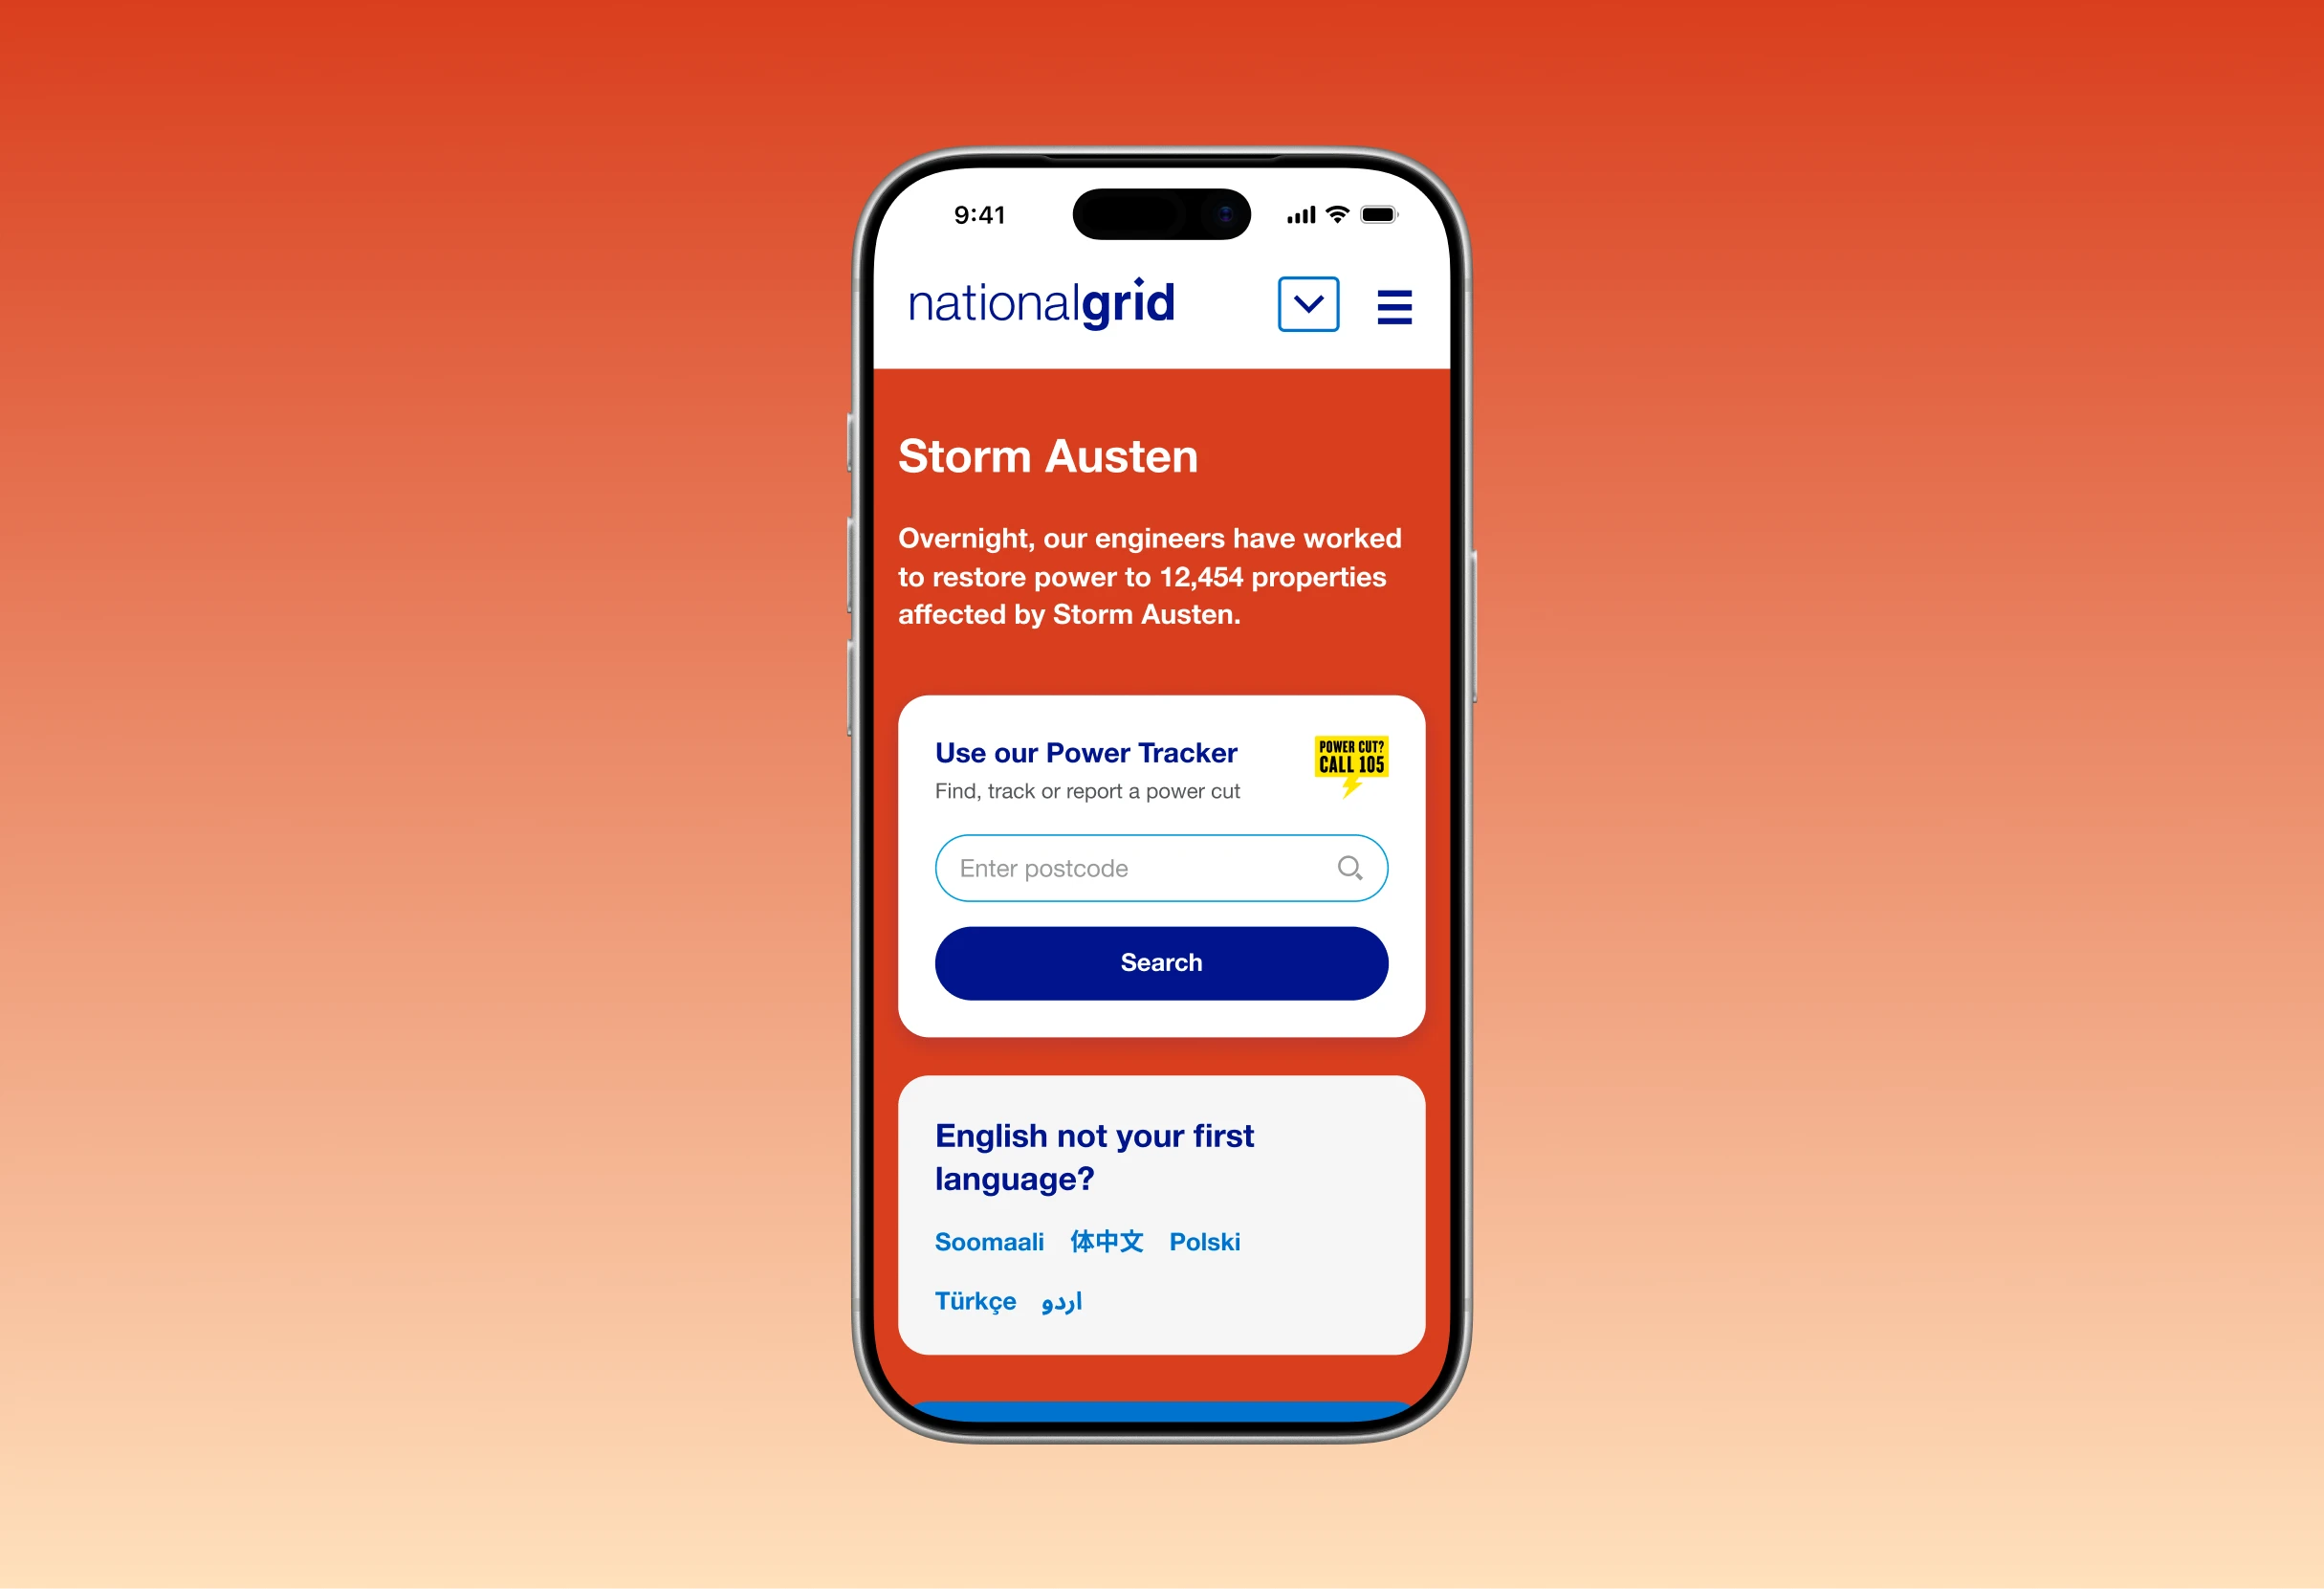 9:41
nationalgrid
Storm Austen
Overnight, our engineers have worked
to restore power to 12,454 properties
affected by Storm Austen.
Use our Power Tracker
Find, track or report a power cut
POWER CUT?
CALL 105
Enter postcode
Search
English not your first
language?
Soomaali 体中文 Polski
Türkçe اردو